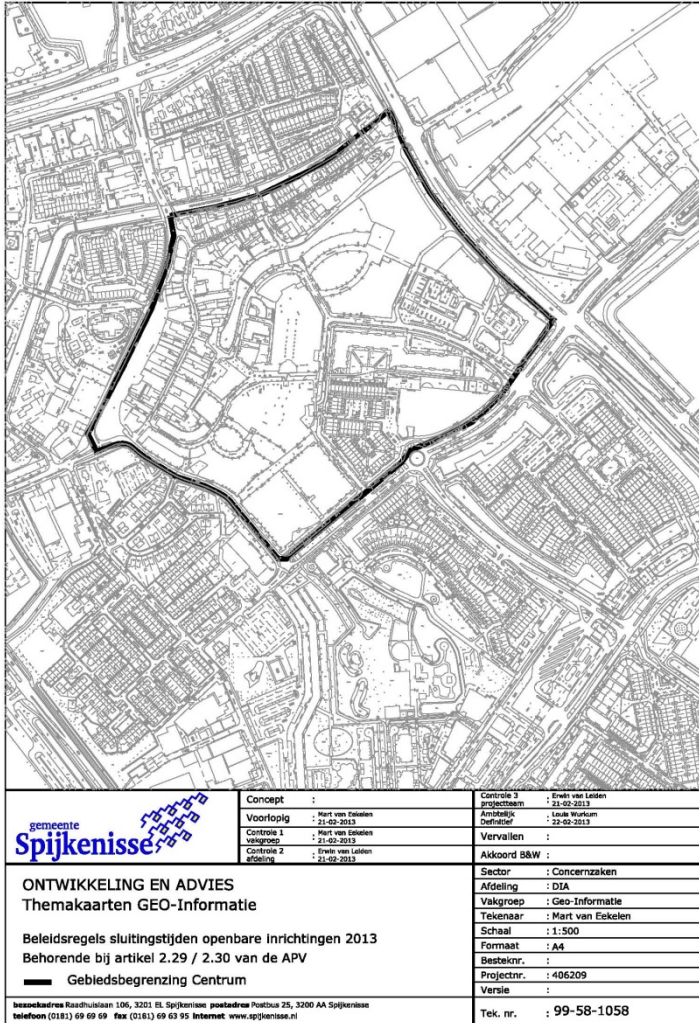 gemeente
Spijkenisse
Concept :
Voorlopig : Mart van Eekelen
21-02-2013
Controle 1
vakgroep : Mart van Eekelen
21-02-2013
Controle 2
afdeling : Erwin van Leiden
21-02-2013
Controle 3
projectteam : Erwin van Leiden
21-02-2013
Ambtelijk
Definitief : Louis Workum
22-02-2013
Vervallen :
Akkoord B&W :
ONTWIKKELING EN ADVIES
Themakaarten GEO-Informatie
Beleidsregels sluitingstijden openbare inrichtingen 2013
Behorende bij artikel 2.29 / 2.30 van de APV
Gebiedsbegrenzing Centrum
bezoekadres Raadhuislaan 106, 3201 EL Spijkenisse postadres Postbus 25, 3200 AA Spijkenisse
telefoon (0181) 69 69 69 fax (0181) 69 63 95 internet www.spijkenisse.nl
Sector : Concernzaken
Afdeling : DIA
Vakgroep : Geo-Informatie
Tekenaar : Mart van Eekelen
Schaal : 1:500
Formaat : A4
Besteknr. :
Projectnr. : 406209
Versie :
Tek. nr. : 99-58-1058